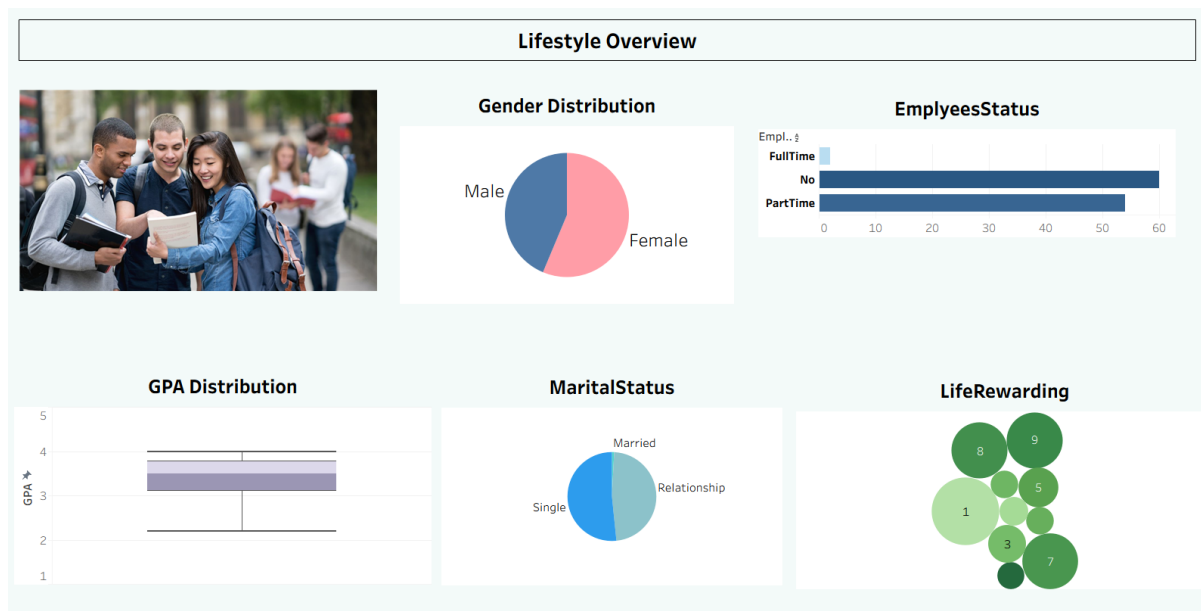 Lifestyle Overview
Gender Distribution
Male
Female
EmplyeesStatus
Empl..
FullTime
No
PartTime
0 10 20 30 40 50 60
GPA Distribution
GPA
5
4
3
2
1
MaritalStatus
Married
Relationship
Single
LifeRewarding
9
8
5
1
3
7